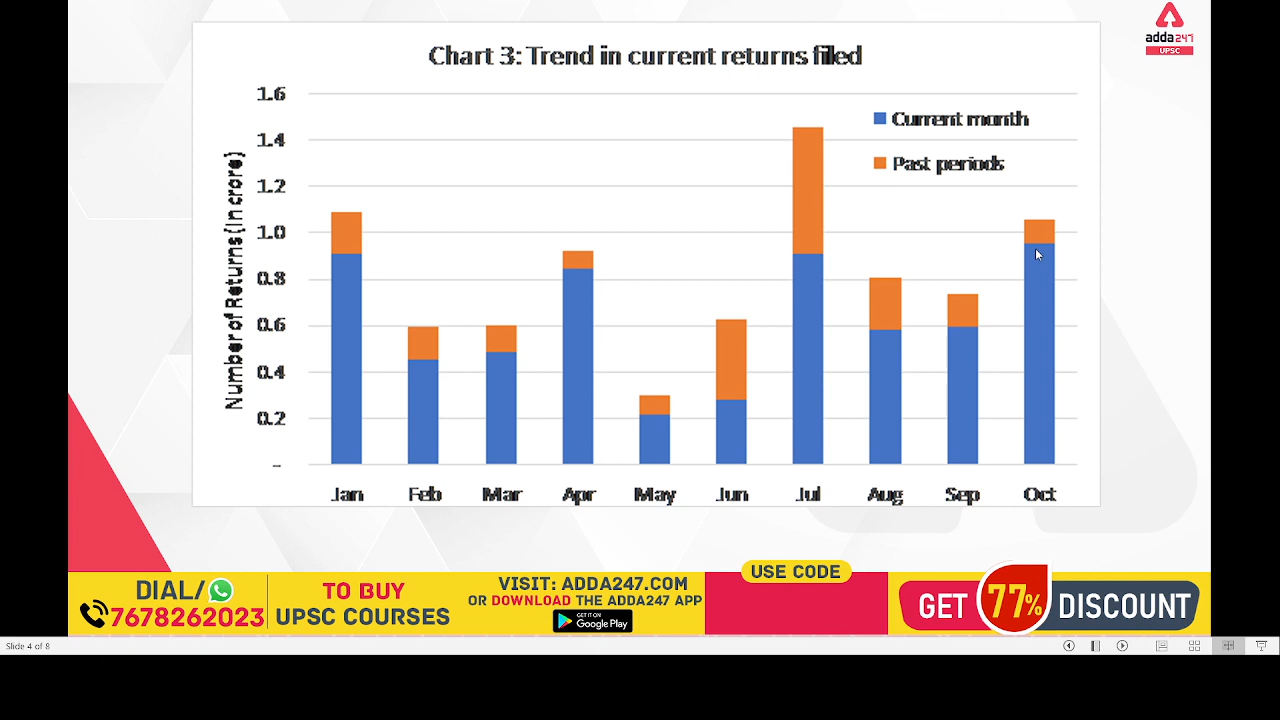 adda247
UPSC
Chart 3: Trend in current returns filed
1.6
1.4
1.2
1.0
0.8
0.6
0.4
0.2
-
Number of Returns (in crore)
Current month
Past periods
Jan Feb Mar Apr May Jun Jul Aug Sep Oct
DIAL/
7678262023
TO BUY
UPSC COURSES
VISIT: ADDA247.COM
OR DOWNLOAD THE ADDA247 APP
GET IT ON
Google Play
USE CODE
GET 77% DISCOUNT
Slide 4 of 8